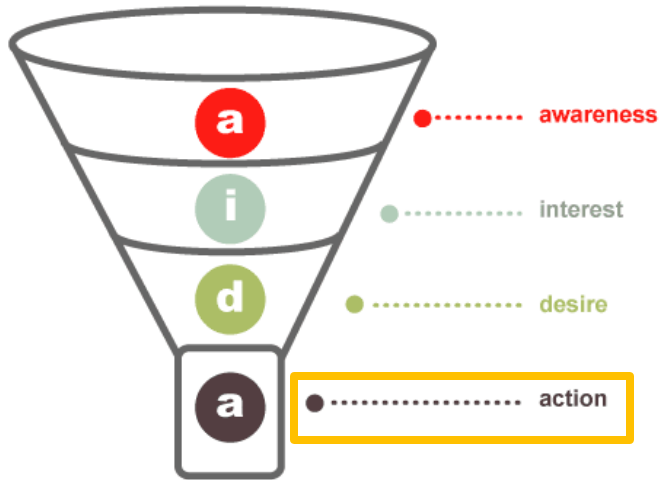 a awareness
i interest
d desire
a action